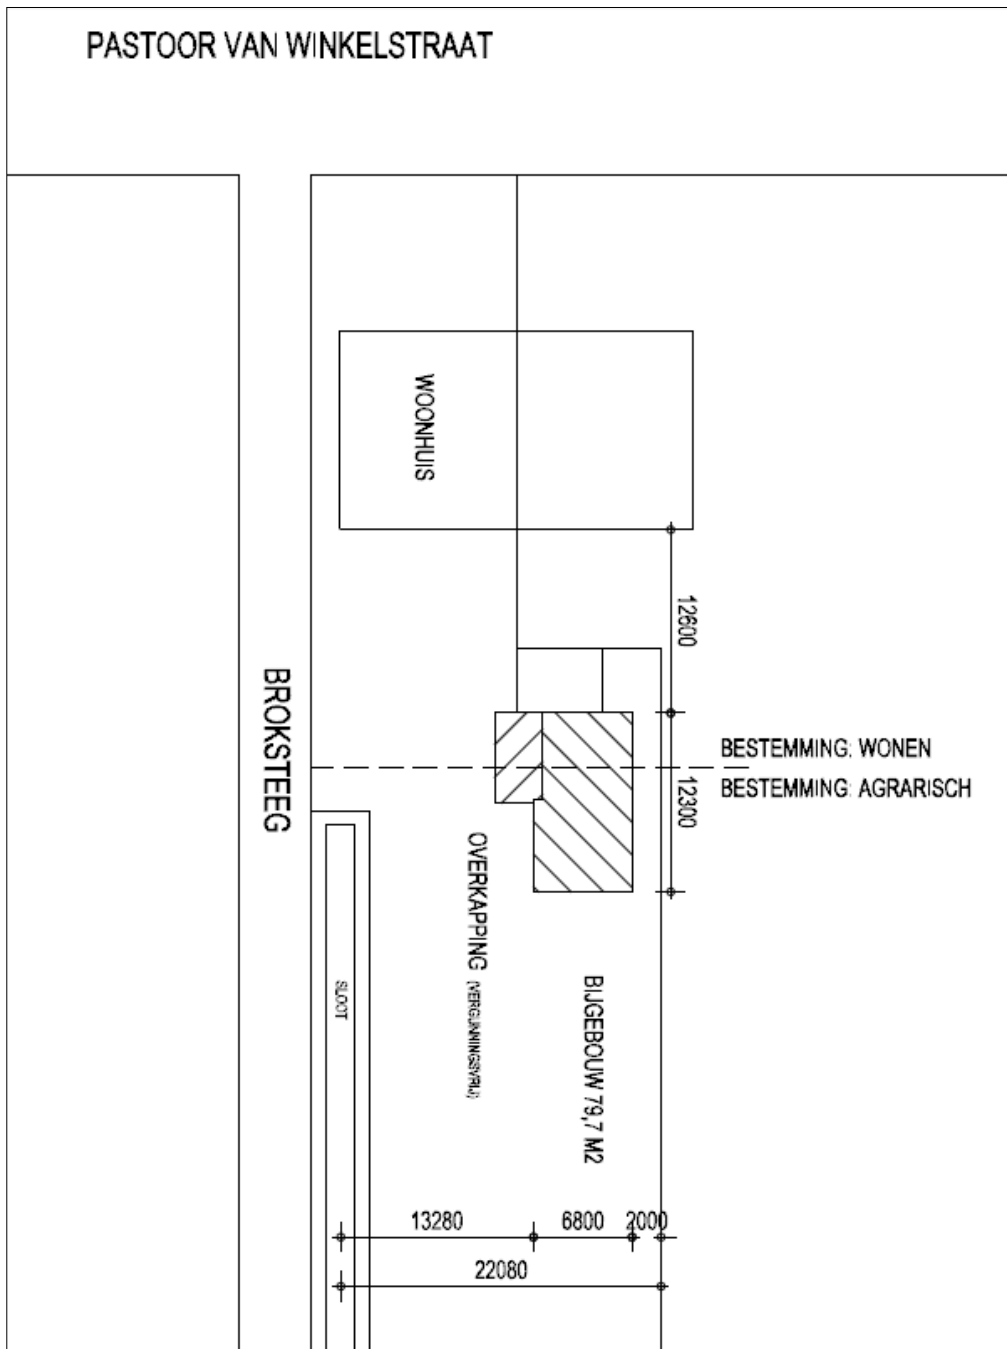 PASTOOR VAN WINKELSTRAAT
WOONHUIS
12600
BROKSTEEG
BESTEMMING: WONEN
BESTEMMING: AGRARISCH
12300
OVERKAPPING (VERGUNNINGSVRIJ)
SLOOT
BIJGEBOUW 79,7 M2
13280
6800
2000
22080